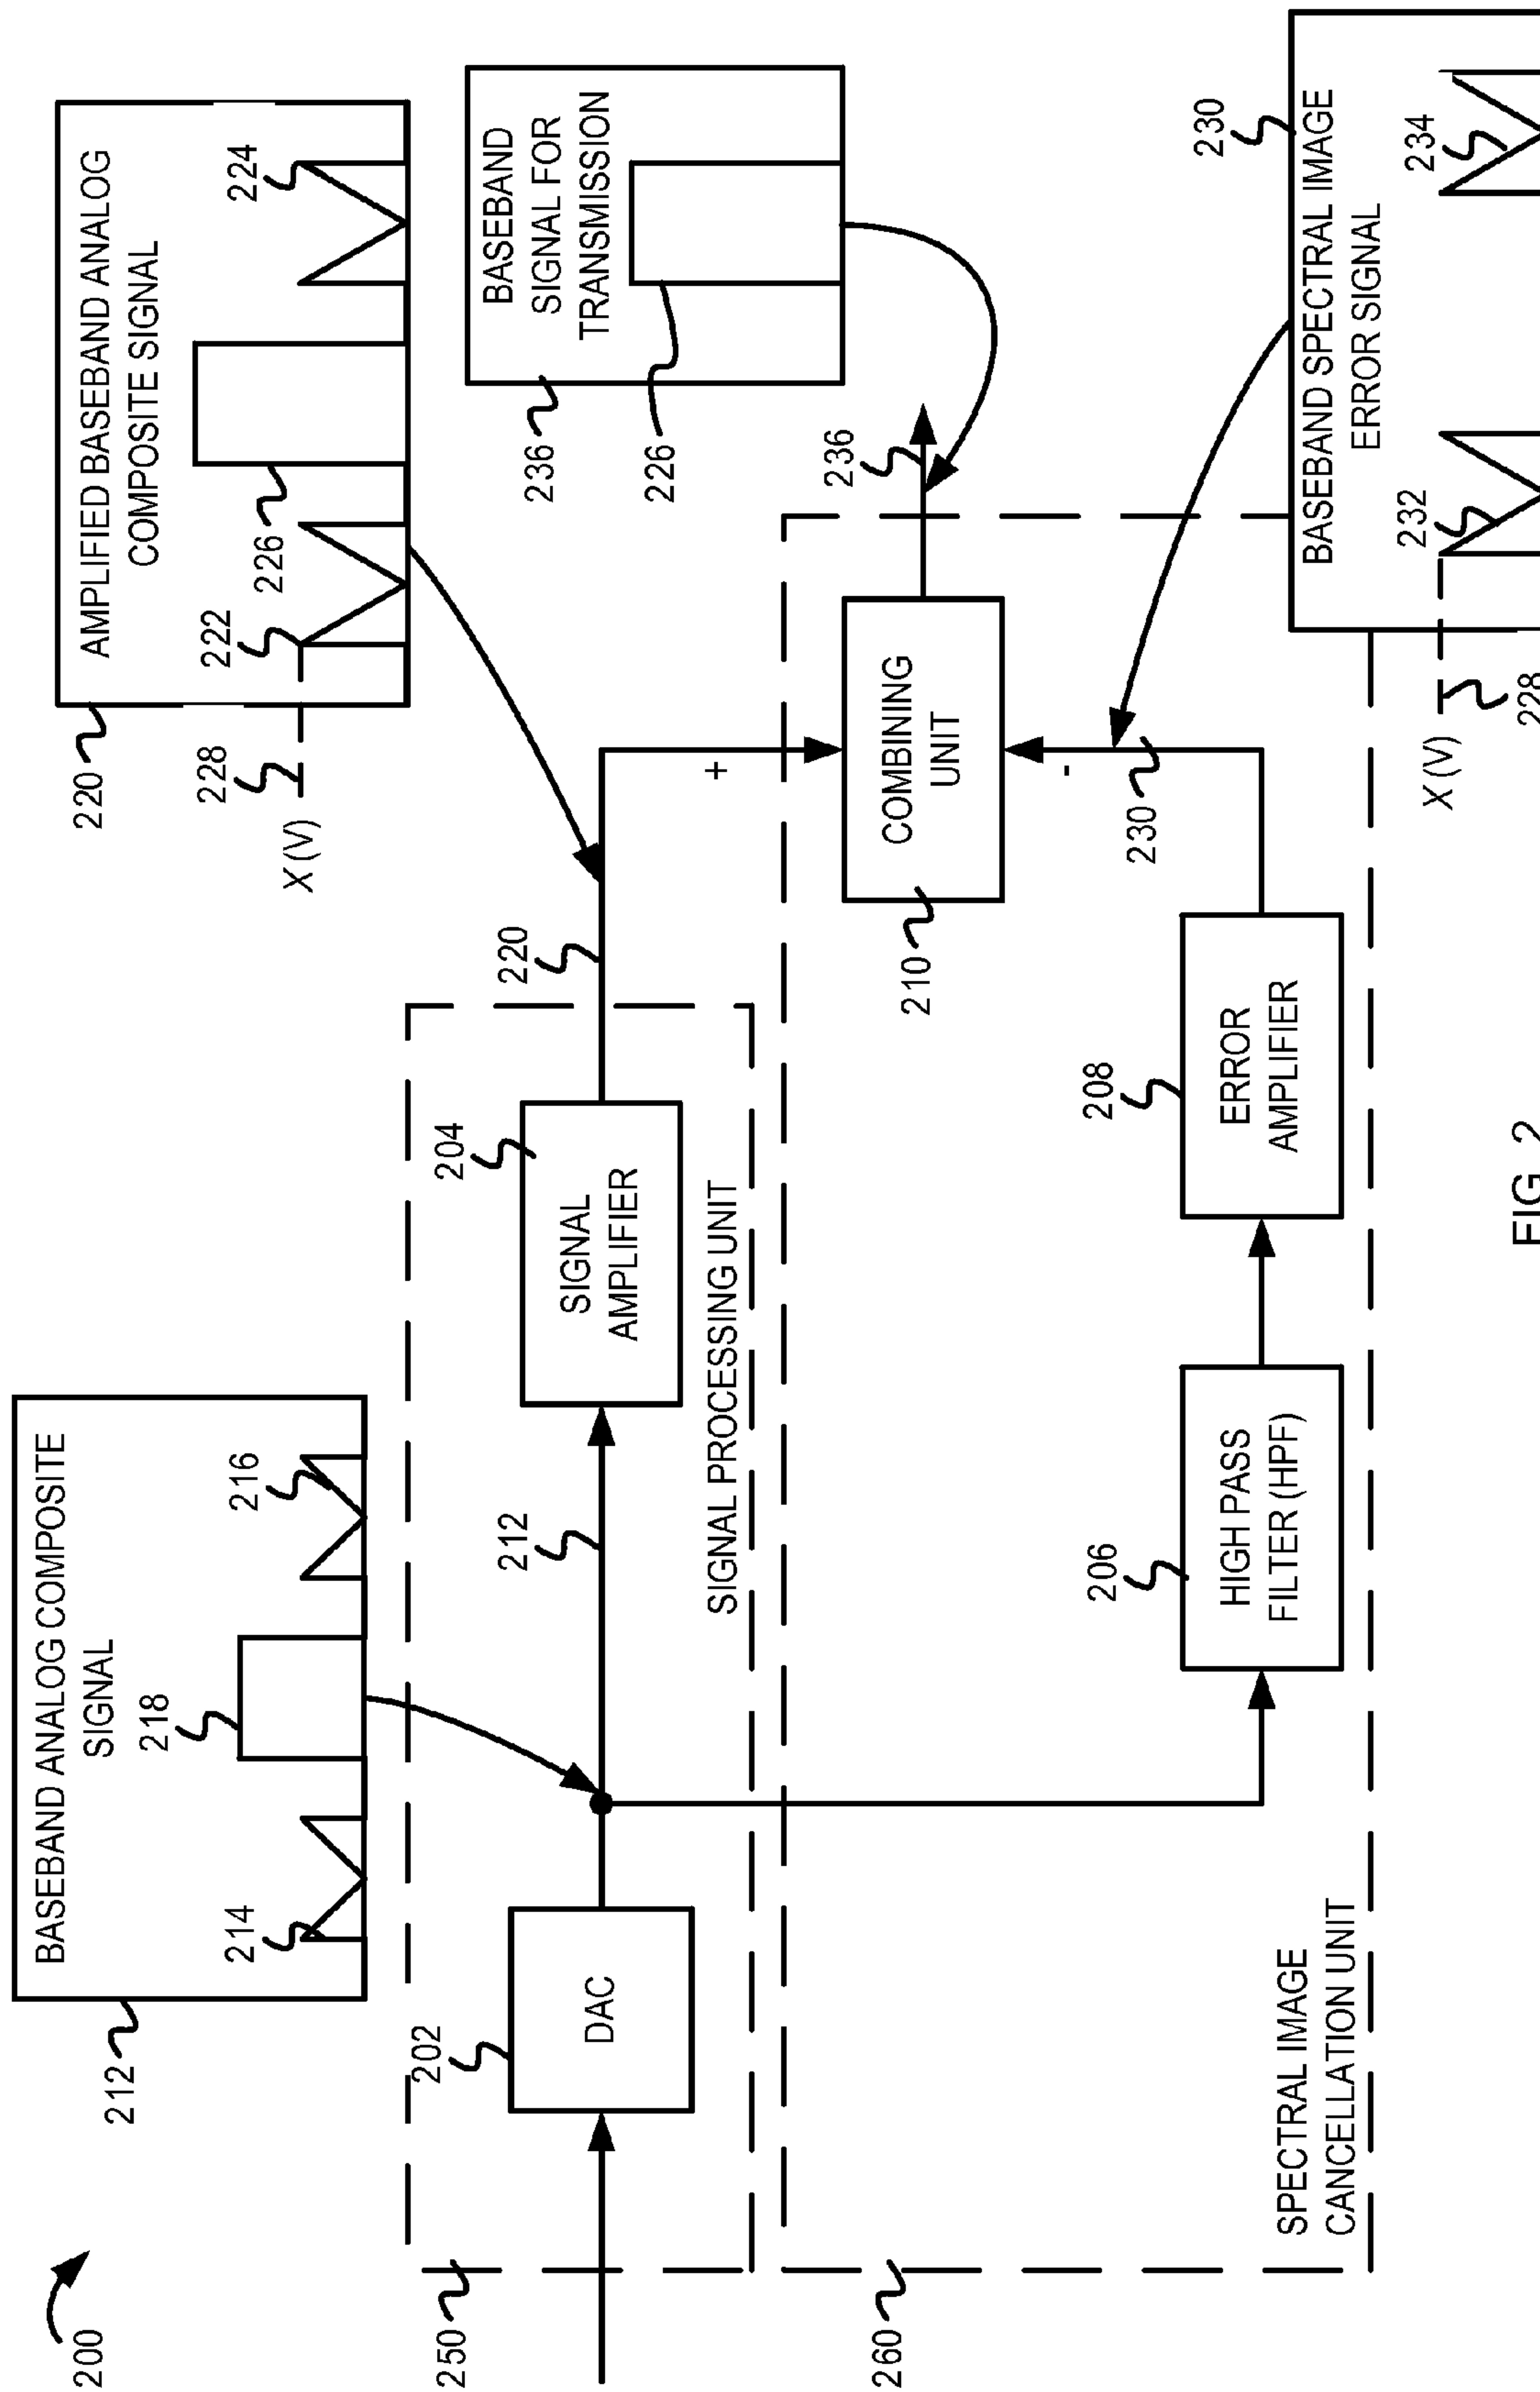 200
212
BASEBAND ANALOG COMPOSITE
SIGNAL
214
218
216
220
AMPLIFIED BASEBAND ANALOG
COMPOSITE SIGNAL
222
226
224
228
X (V)
250
202
DAC
212
204
SIGNAL
AMPLIFIER
220
SIGNAL PROCESSING UNIT
+
236
BASEBAND
SIGNAL FOR
TRANSMISSION
226
260
210
COMBINING
UNIT
236
206
HIGH PASS
FILTER (HPF)
208
ERROR
AMPLIFIER
-
230
SPECTRAL IMAGE
CANCELLATION UNIT
230
BASEBAND SPECTRAL IMAGE
ERROR SIGNAL
232
234
X (V)
228
FIG. 2